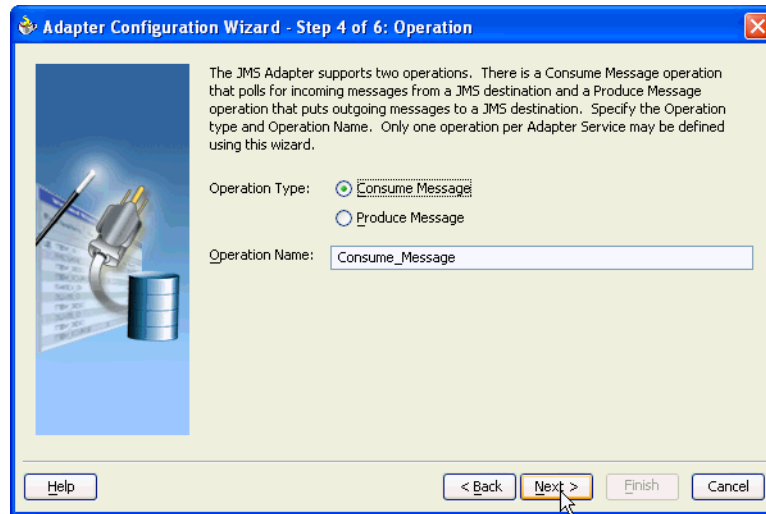 Adapter Configuration Wizard - Step 4 of 6: Operation
The JMS Adapter supports two operations. There is a Consume Message operation
that polls for incoming messages from a JMS destination and a Produce Message
operation that puts outgoing messages to a JMS destination. Specify the Operation
type and Operation Name. Only one operation per Adapter Service may be defined
using this wizard.
Operation Type: Consume Message
Produce Message
Operation Name: Consume_Message
Help < Back Next > Finish Cancel